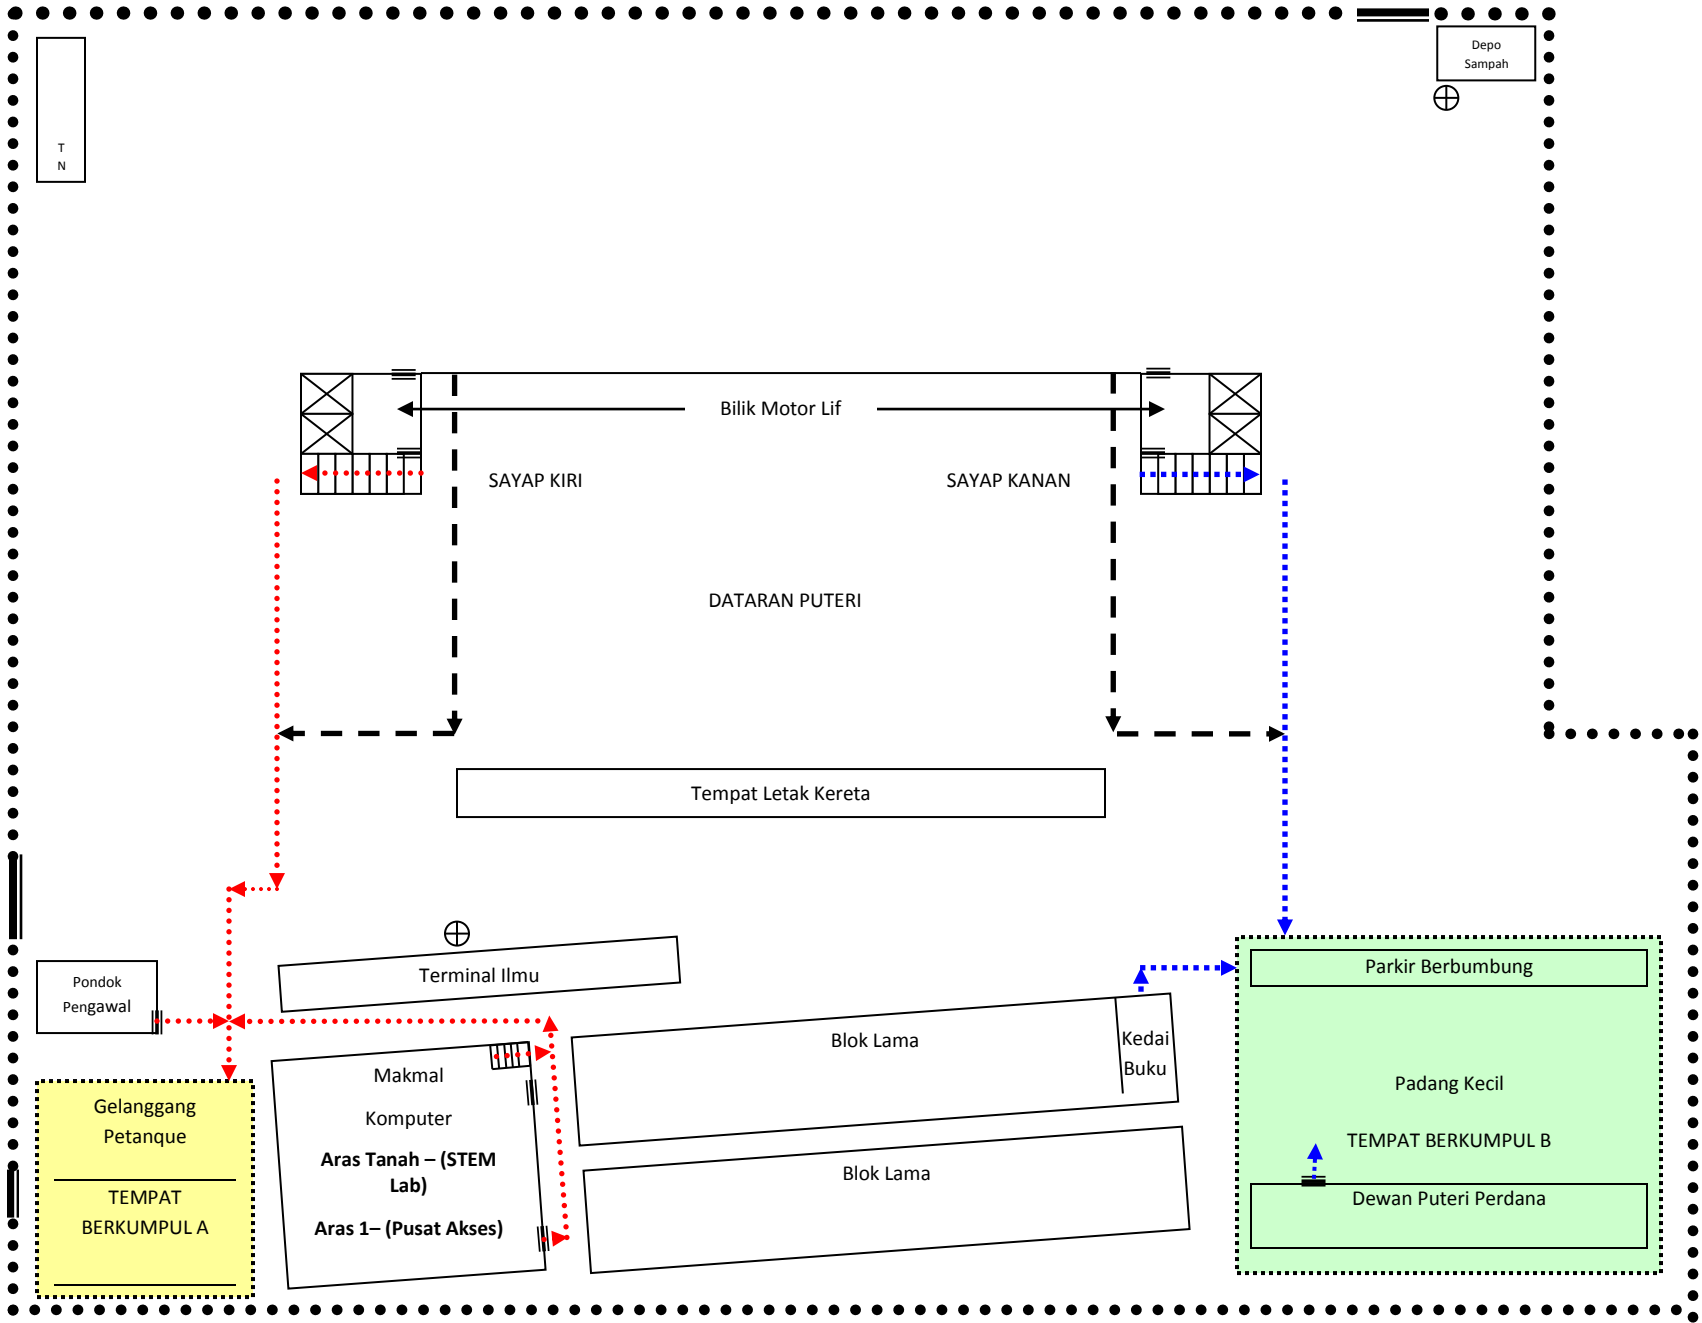 Depo
Sampah
T
N
Bilik Motor Lif
SAYAP KIRI
SAYAP KANAN
DATARAN PUTERI
Tempat Letak Kereta
Terminal Ilmu
Parkir Berbumbung
Pondok
Pengawal
Blok Lama
Kedai
Buku
Makmal
Komputer
Aras Tanah – (STEM
Lab)
Aras 1– (Pusat Akses)
Padang Kecil
TEMPAT BERKUMPUL B
Gelanggang
Petanque
TEMPAT
BERKUMPUL A
Blok Lama
Dewan Puteri Perdana